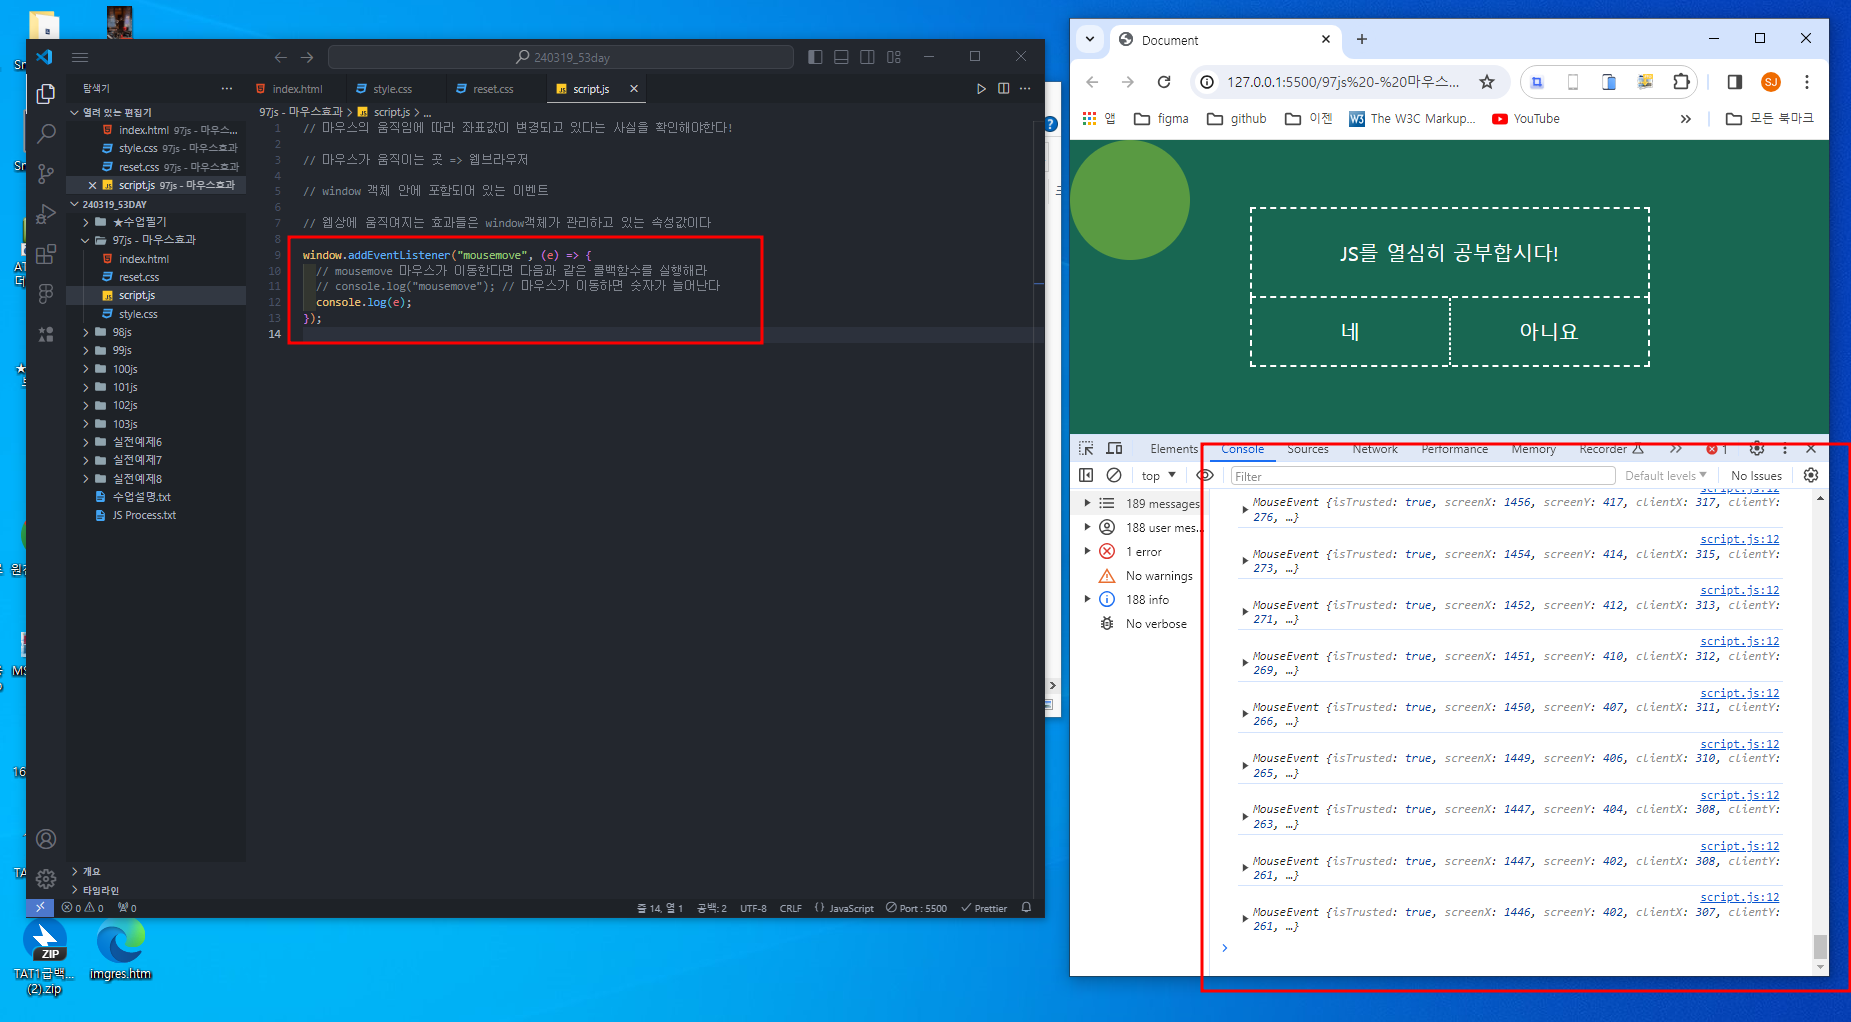 240319_53day
탐색기
열려 있는 편집기
index.html 97js - 마우스...
style.css 97js - 마우스효과
reset.css 97js - 마우스효과
script.js 97js - 마우스효과
240319_53DAY
★수업필기
97js - 마우스효과
index.html
reset.css
script.js
style.css
98js
99js
100js
101js
102js
103js
실전예제6
실전예제7
실전예제8
수업설명.txt
JS Process.txt
개요
타임라인
index.html
style.css
reset.css
script.js
97js - 마우스효과 > script.js > ...
1 // 마우스의 움직임에 따라 좌표값이 변경되고 있다는 사실을 확인해야한다!
2
3 // 마우스가 움직이는 곳 => 웹브라우저
4
5 // window 객체 안에 포함되어 있는 이벤트
6
7 // 웹상에 움직여지는 효과들은 window객체가 관리하고 있는 속성값이다
8
9 window.addEventListener("mousemove", (e) => {
10 // mousemove 마우스가 이동한다면 다음과 같은 콜백함수를 실행해라
11 // console.log("mousemove"); // 마우스가 이동하면 숫자가 늘어난다
12 console.log(e);
13 });
14
0 0 0
줄 14, 열 1 공백: 2 UTF-8 CRLF {} JavaScript Port : 5500 Prettier
ZIP
TAT1급백...
(2).zip
imgres.htm
Document
127.0.0.1:5500/97js%20-%20마우스...
SJ
앱 figma github 이젠 W3 The W3C Markup... YouTube » 모든 북마크
JS를 열심히 공부합시다!
네 아니요
Elements Console Sources Network Performance Memory Recorder » 1
top Filter Default levels No Issues
189 messages
188 user mes...
1 error
No warnings
188 info
No verbose
script.js:12
MouseEvent {isTrusted: true, screenX: 1456, screenY: 417, clientX: 317, clientY:
276, …}
script.js:12
MouseEvent {isTrusted: true, screenX: 1454, screenY: 414, clientX: 315, clientY:
273, …}
script.js:12
MouseEvent {isTrusted: true, screenX: 1452, screenY: 412, clientX: 313, clientY:
271, …}
script.js:12
MouseEvent {isTrusted: true, screenX: 1451, screenY: 410, clientX: 312, clientY:
269, …}
script.js:12
MouseEvent {isTrusted: true, screenX: 1450, screenY: 407, clientX: 311, clientY:
266, …}
script.js:12
MouseEvent {isTrusted: true, screenX: 1449, screenY: 406, clientX: 310, clientY:
265, …}
script.js:12
MouseEvent {isTrusted: true, screenX: 1447, screenY: 404, clientX: 308, clientY:
263, …}
script.js:12
MouseEvent {isTrusted: true, screenX: 1447, screenY: 402, clientX: 308, clientY:
261, …}
script.js:12
MouseEvent {isTrusted: true, screenX: 1446, screenY: 402, clientX: 307, clientY:
261, …}